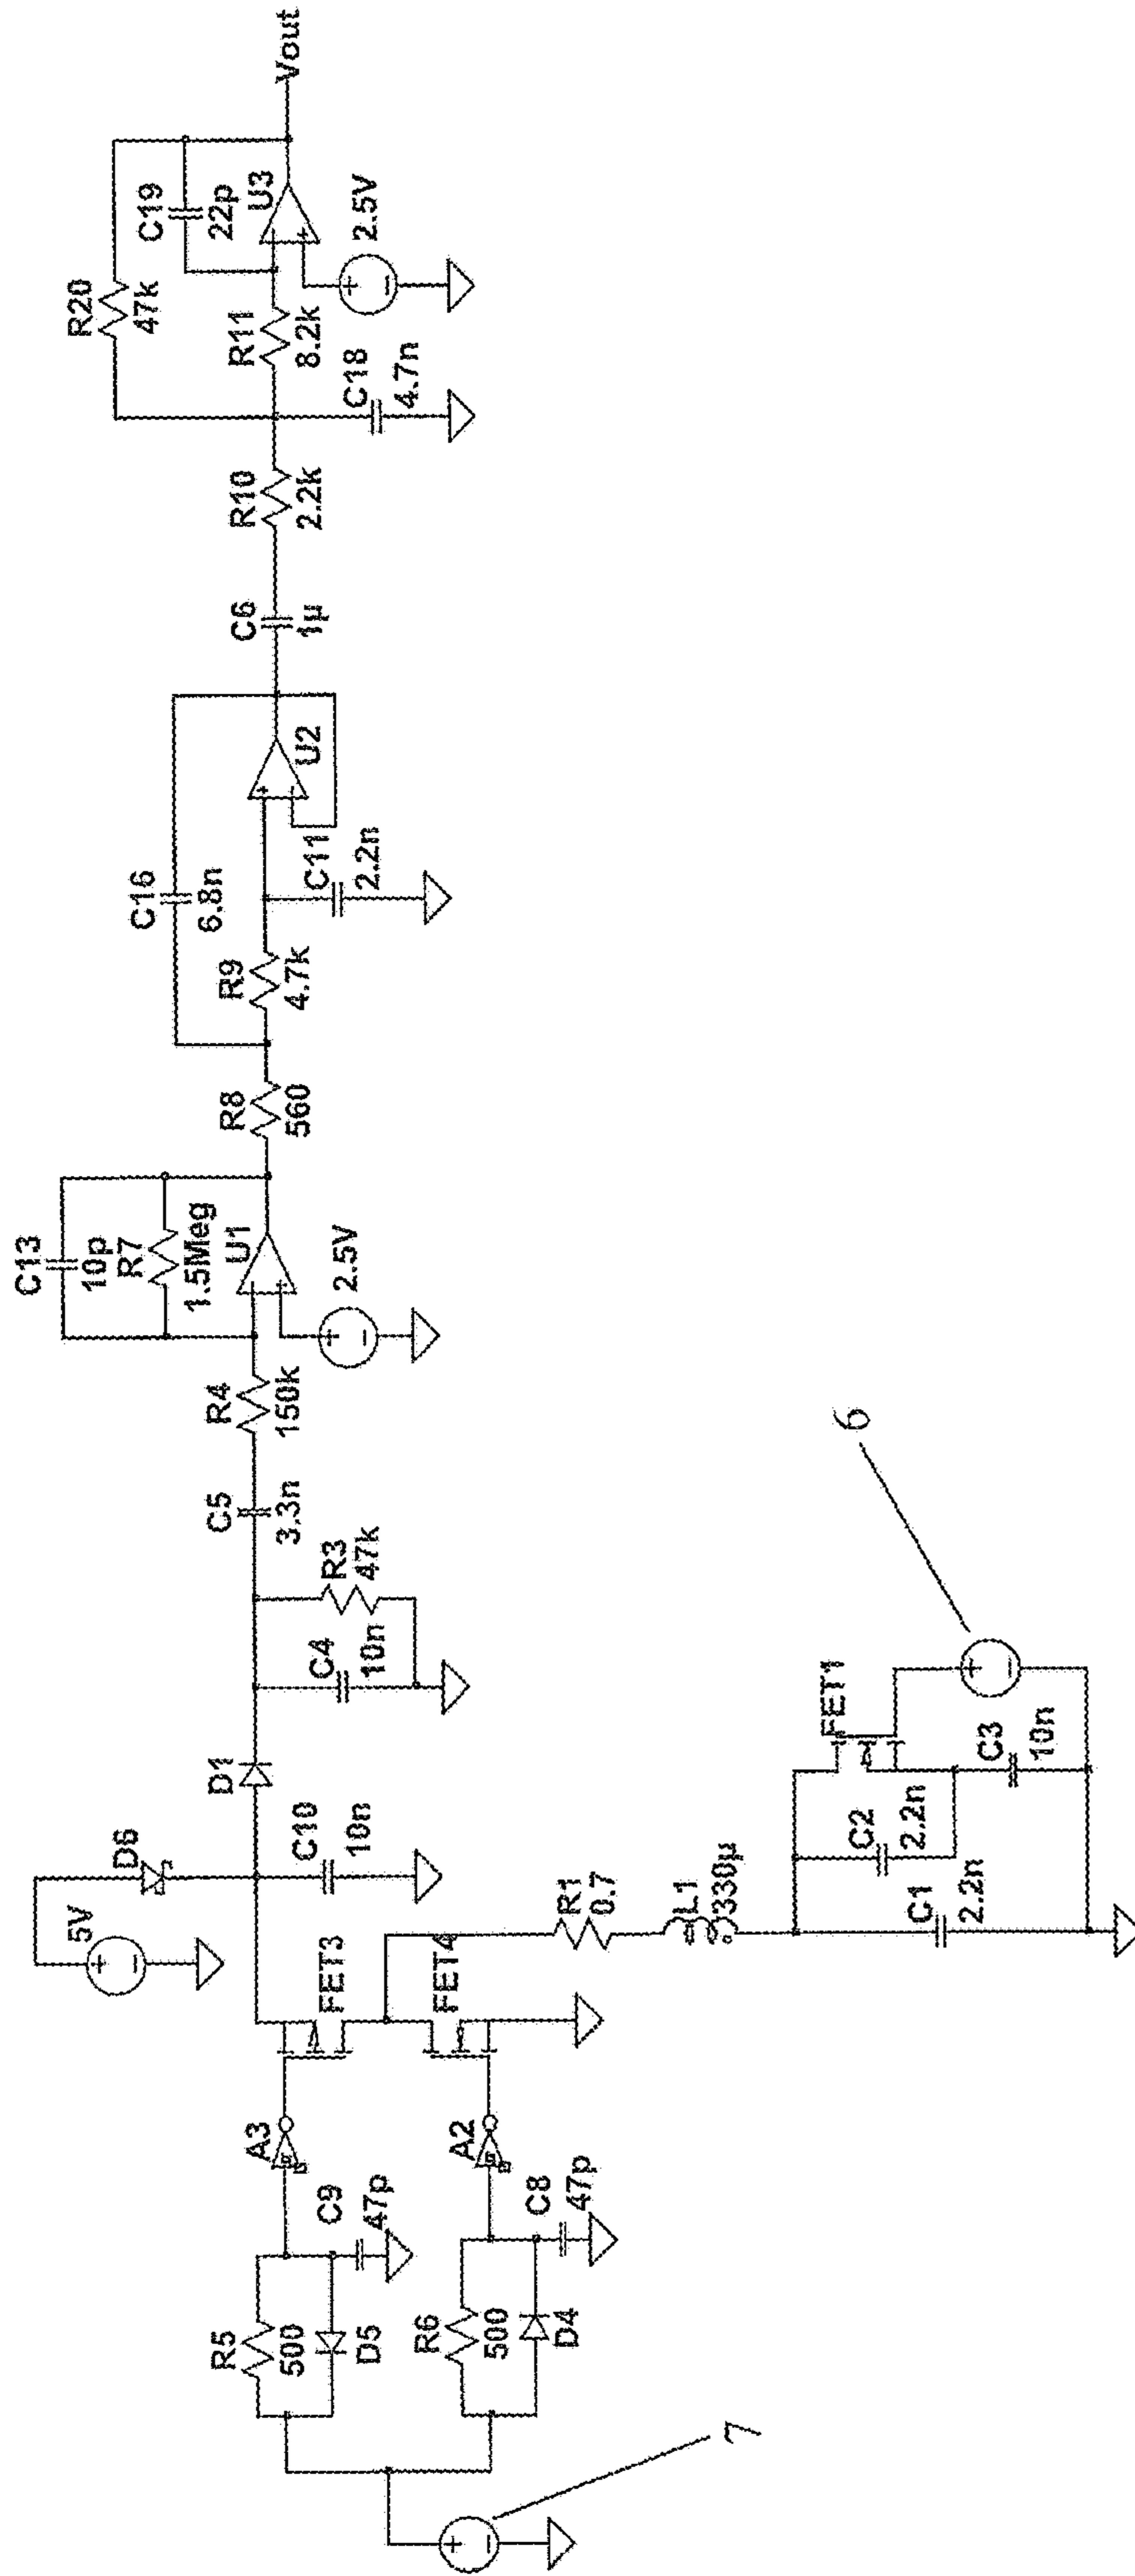 7
R5
500
D5
C9
47p
R6
500
D4
C8
47p
A3
A2
FET3
FET4
5V
D6
C10
10n
R1
0.7
L1
330µ
C1
2.2n
C2
2.2n
FET1
C3
10n
6
D1
C4
10n
R3
47k
C5
3.3n
R4
150k
C13
10p
R7
1.5Meg
U1
2.5V
R8
560
R9
4.7k
C16
6.8n
C11
2.2n
U2
C6
1µ
R10
2.2k
C18
4.7n
R11
8.2k
R20
47k
C19
22p
U3
2.5V
Vout